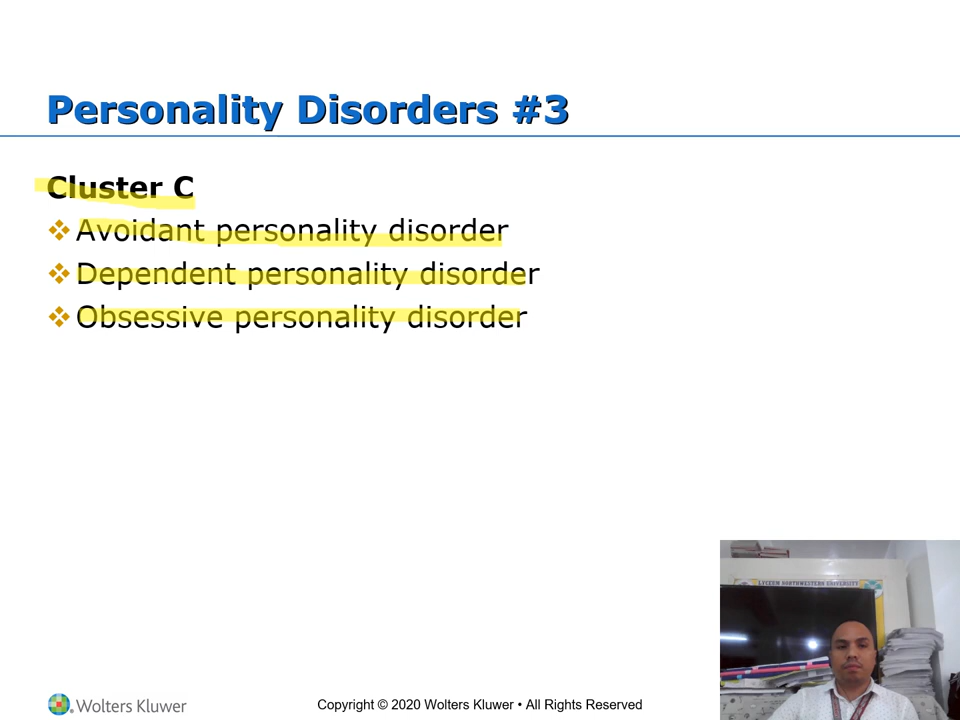 Personality Disorders #3
Cluster C
Avoidant personality disorder
Dependent personality disorder
Obsessive personality disorder
LYCEUM NORTHWESTERN UNIVERSITY
Wolters Kluwer
Copyright © 2020 Wolters Kluwer • All Rights Reserved